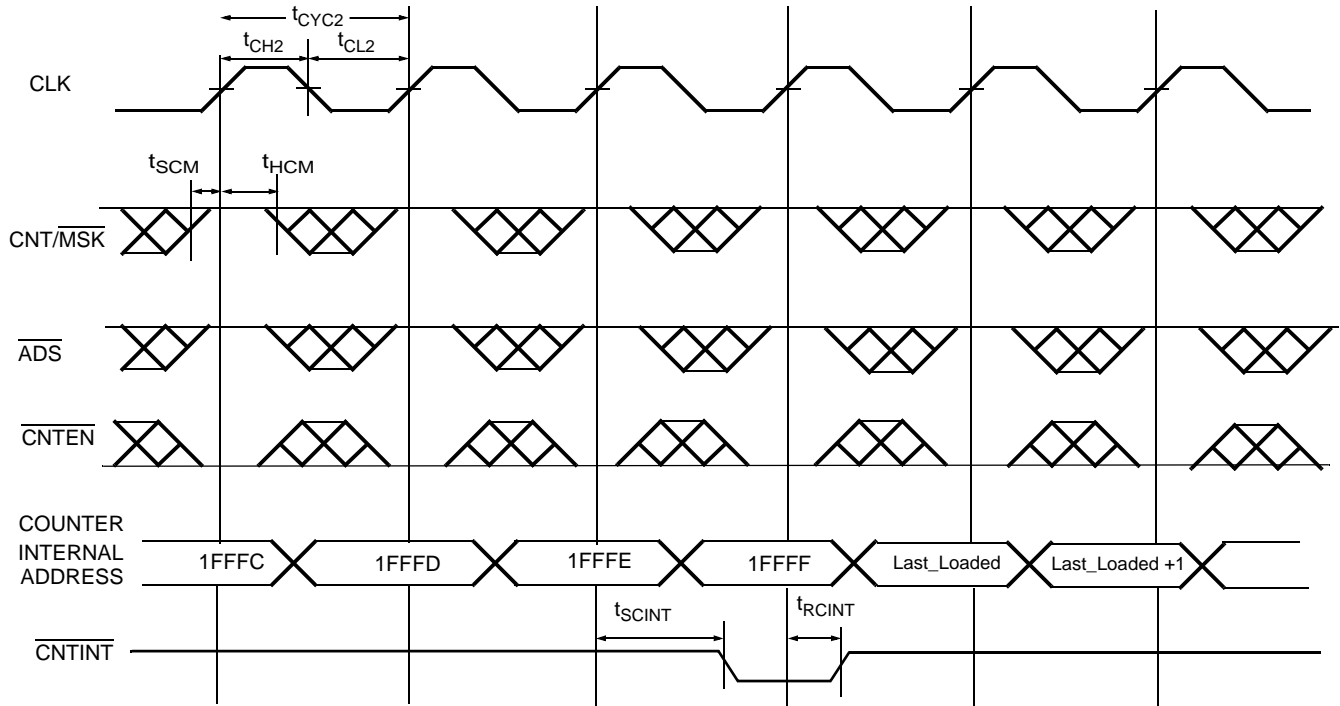 tCYC2
tCH2 tCL2
CLK
tSCM tHCM
CNT/MSK
ADS
CNTEN
COUNTER
INTERNAL
ADDRESS
1FFFC 1FFFD 1FFFE 1FFFF Last_Loaded Last_Loaded +1
tSCINT tRCINT
CNTINT